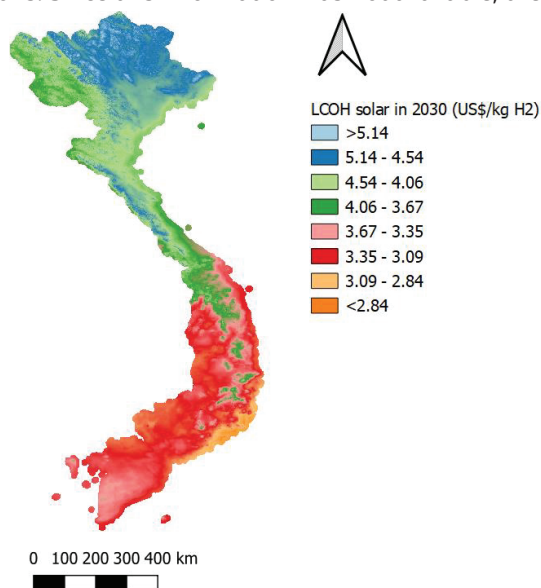 LCOH solar in 2030 (US$/kg H2)
>5.14
5.14 - 4.54
4.54 - 4.06
4.06 - 3.67
3.67 - 3.35
3.35 - 3.09
3.09 - 2.84
<2.84
0 100 200 300 400 km